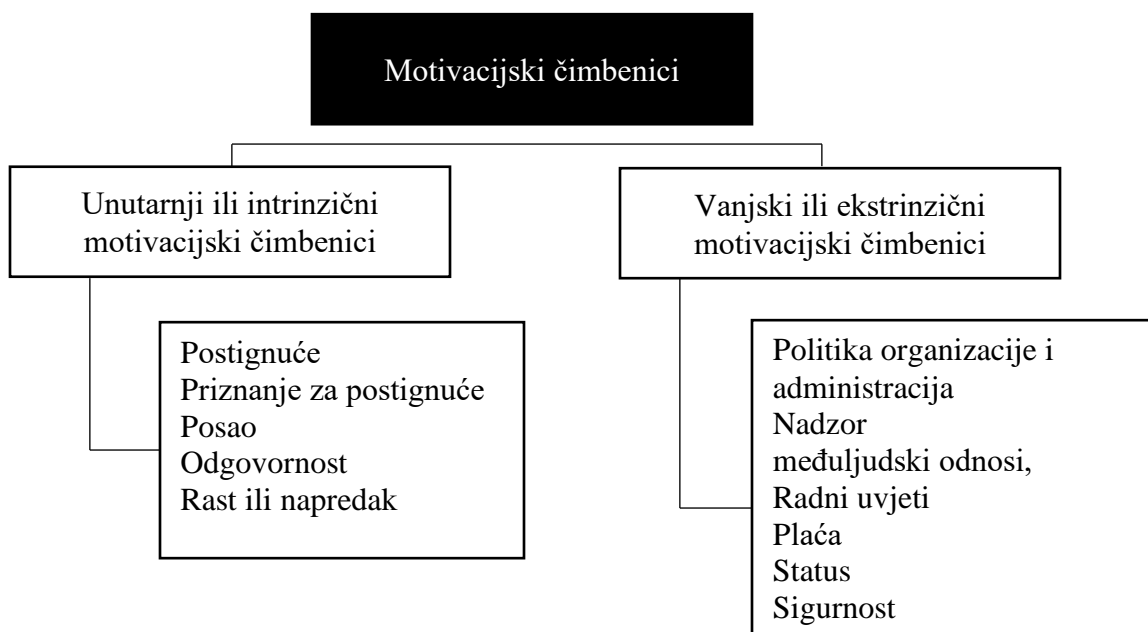 Motivacijski čimbenici
Unutarnji ili intrinzični
motivacijski čimbenici
Vanjski ili ekstrinzični
motivacijski čimbenici
Postignuće
Priznanje za postignuće
Posao
Odgovornost
Rast ili napredak
Politika organizacije i
administracija
Nadzor
međuljudski odnosi,
Radni uvjeti
Plaća
Status
Sigurnost